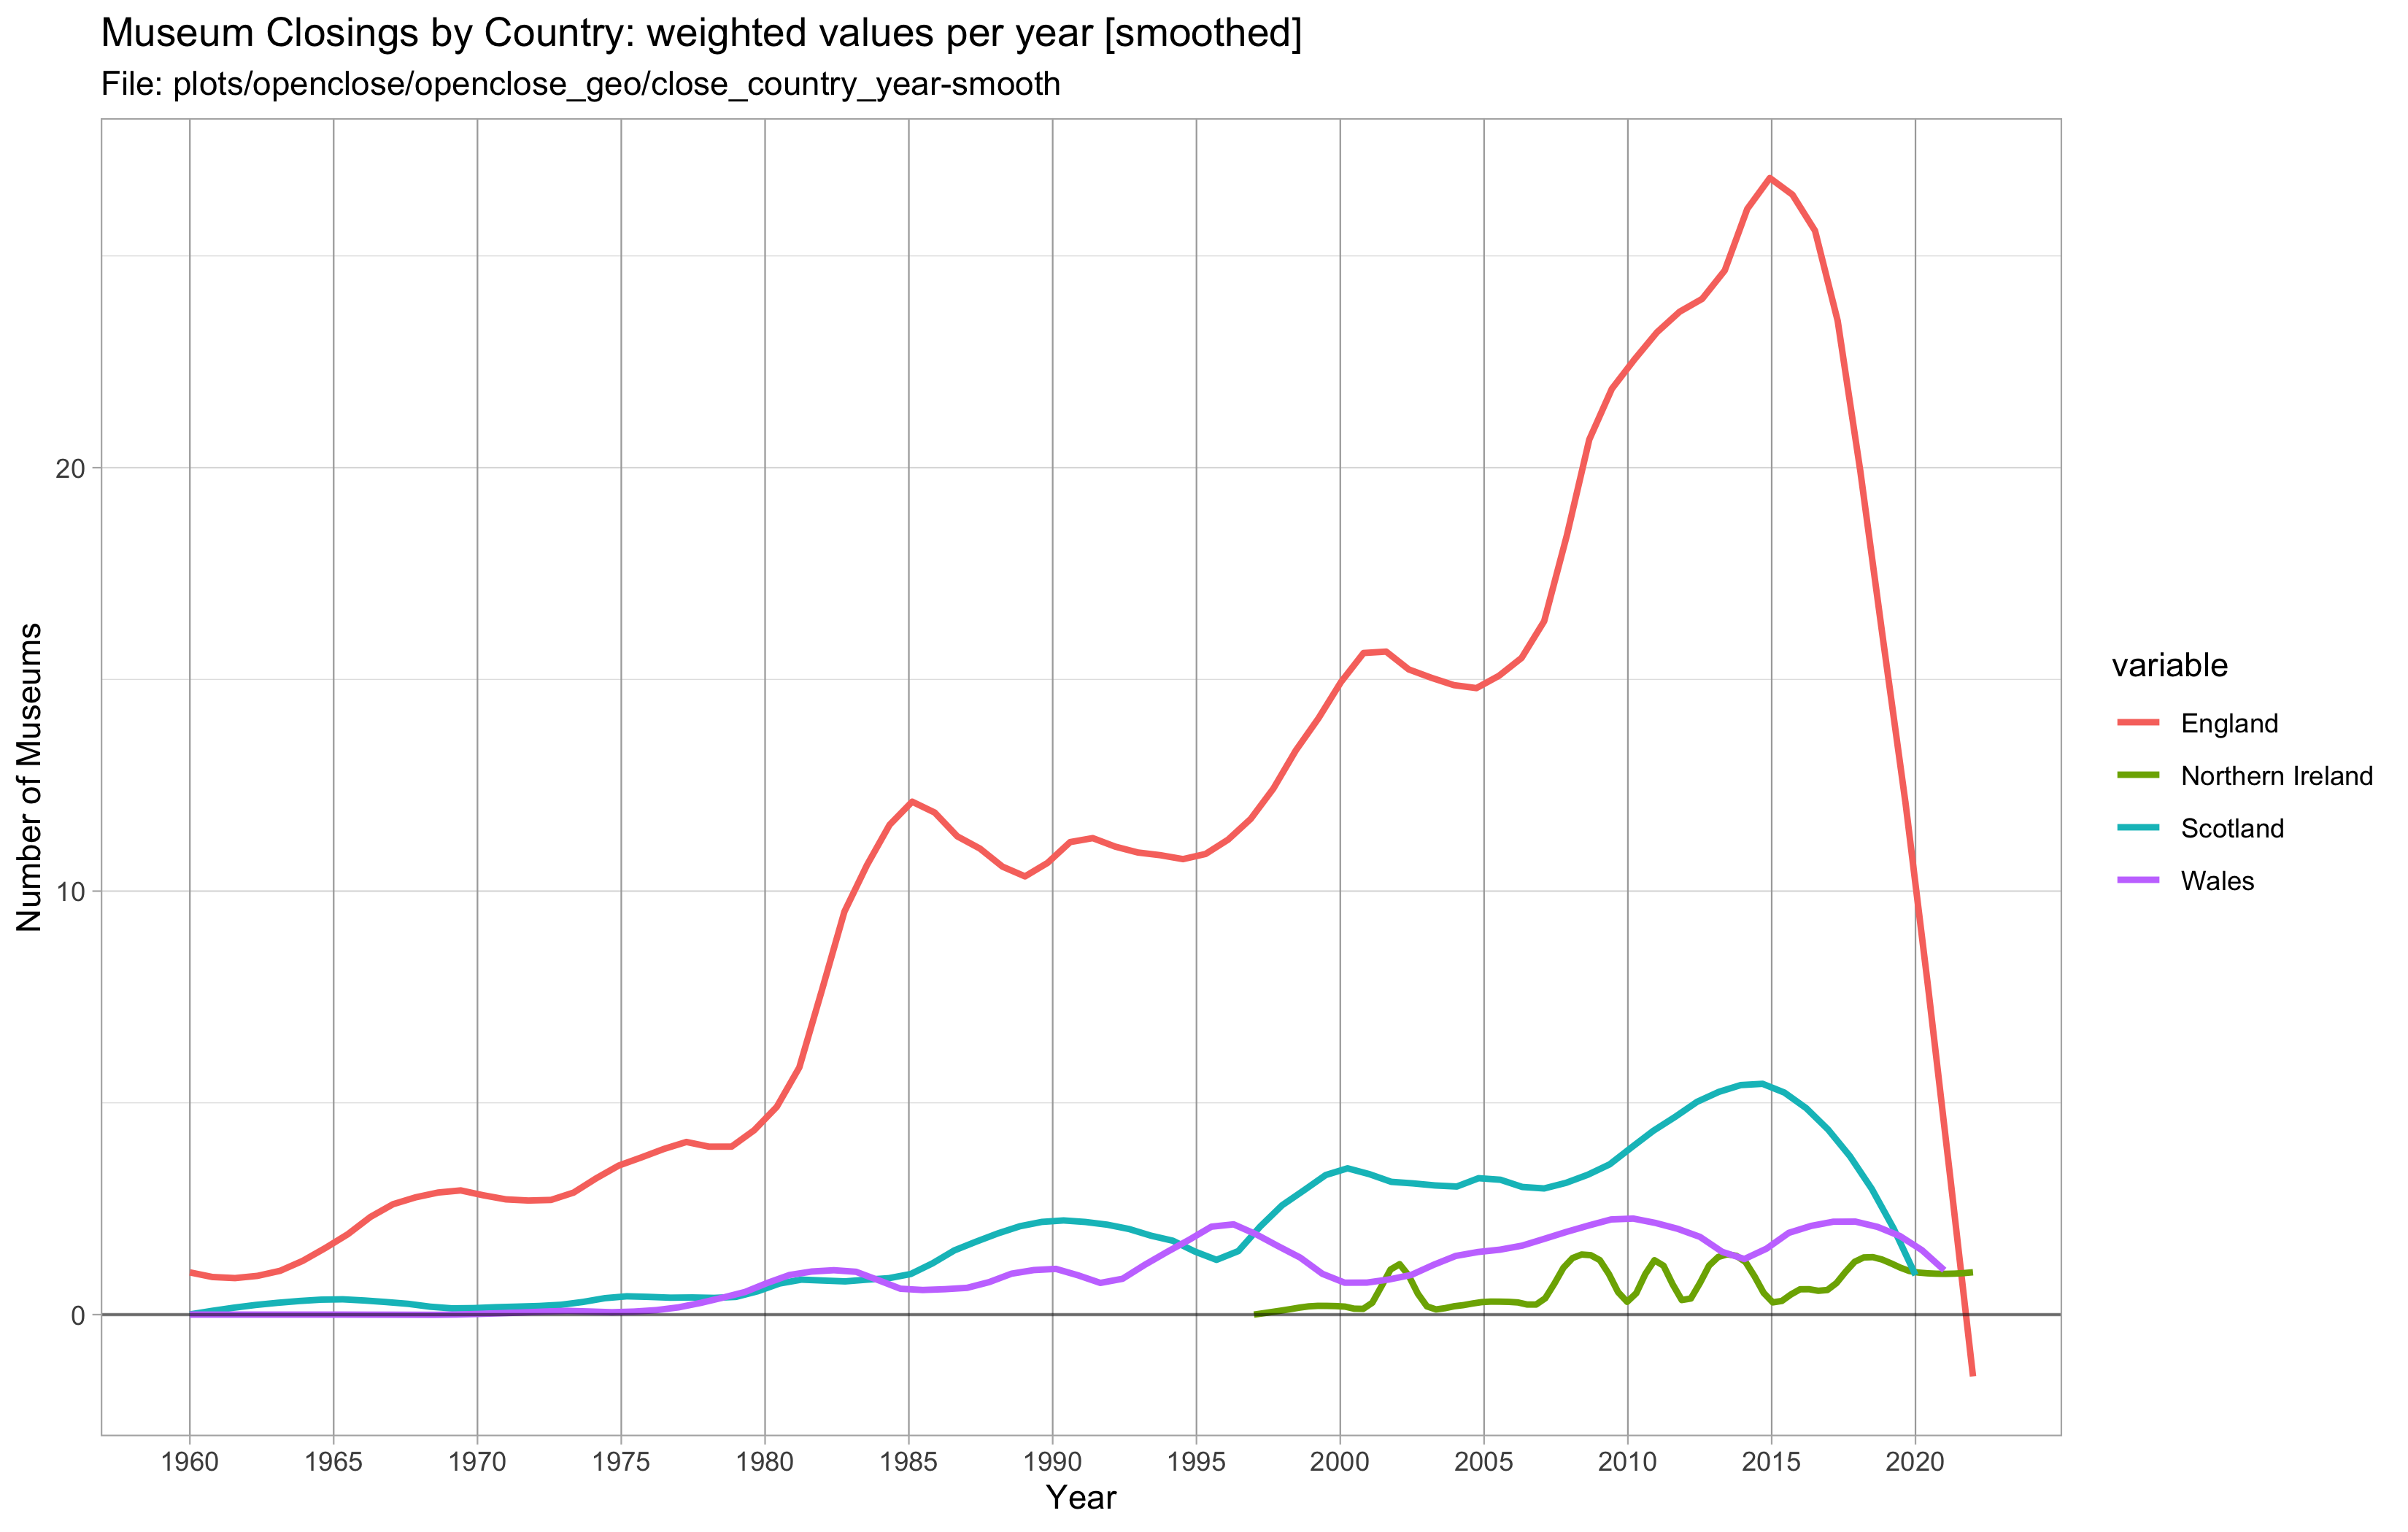 Museum Closings by Country: weighted values per year [smoothed]
File: plots/openclose/openclose_geo/close_country_year-smooth
Number of Museums
20
10
0
1960 1965 1970 1975 1980 1985 1990 1995 2000 2005 2010 2015 2020
Year
variable
England
Northern Ireland
Scotland
Wales